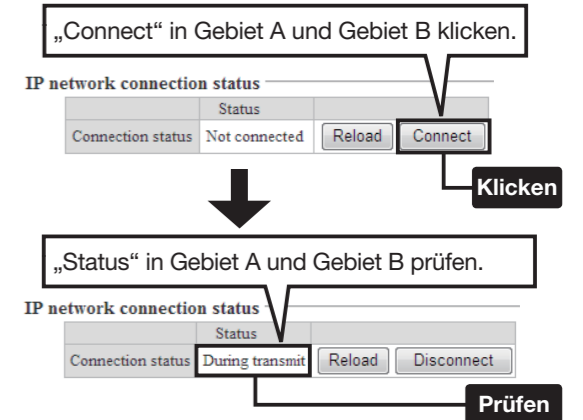 „Connect“ in Gebiet A und Gebiet B klicken.
IP network connection status
Status
Connection status Not connected Reload Connect
Klicken
„Status“ in Gebiet A und Gebiet B prüfen.
IP network connection status
Status
Connection status During transmit Reload Disconnect
Prüfen